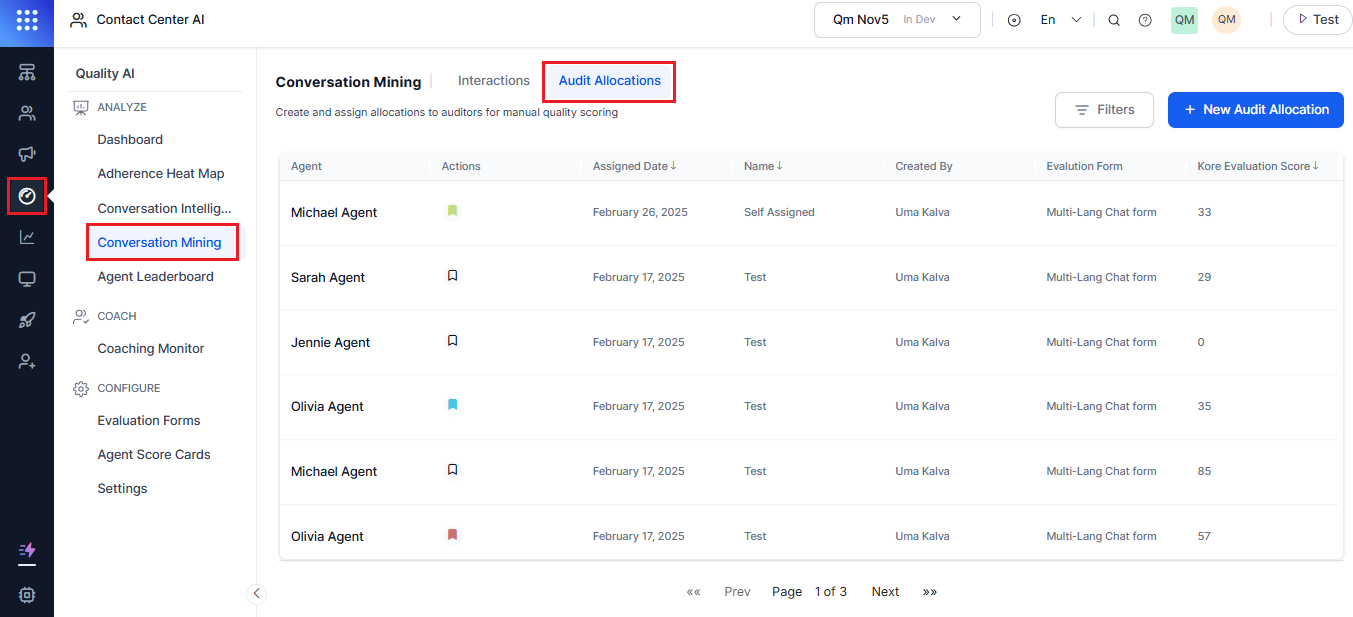 Contact Center AI
Qm Nov5 In Dev
En
QM
QM
Test
Quality AI
ANALYZE
Dashboard
Adherence Heat Map
Conversation Intellig...
Conversation Mining
Agent Leaderboard
COACH
Coaching Monitor
CONFIGURE
Evaluation Forms
Agent Score Cards
Settings
Conversation Mining
Interactions
Audit Allocations
Create and assign allocations to auditors for manual quality scoring
Filters
+ New Audit Allocation
Agent Actions Assigned Date↓ Name↓ Created By Evalution Form Kore Evaluation Score↓
Michael Agent February 26, 2025 Self Assigned Uma Kalva Multi-Lang Chat form 33
Sarah Agent February 17, 2025 Test Uma Kalva Multi-Lang Chat form 29
Jennie Agent February 17, 2025 Test Uma Kalva Multi-Lang Chat form 0
Olivia Agent February 17, 2025 Test Uma Kalva Multi-Lang Chat form 35
Michael Agent February 17, 2025 Test Uma Kalva Multi-Lang Chat form 85
Olivia Agent February 17, 2025 Test Uma Kalva Multi-Lang Chat form 57
«« Prev Page 1 of 3 Next »»